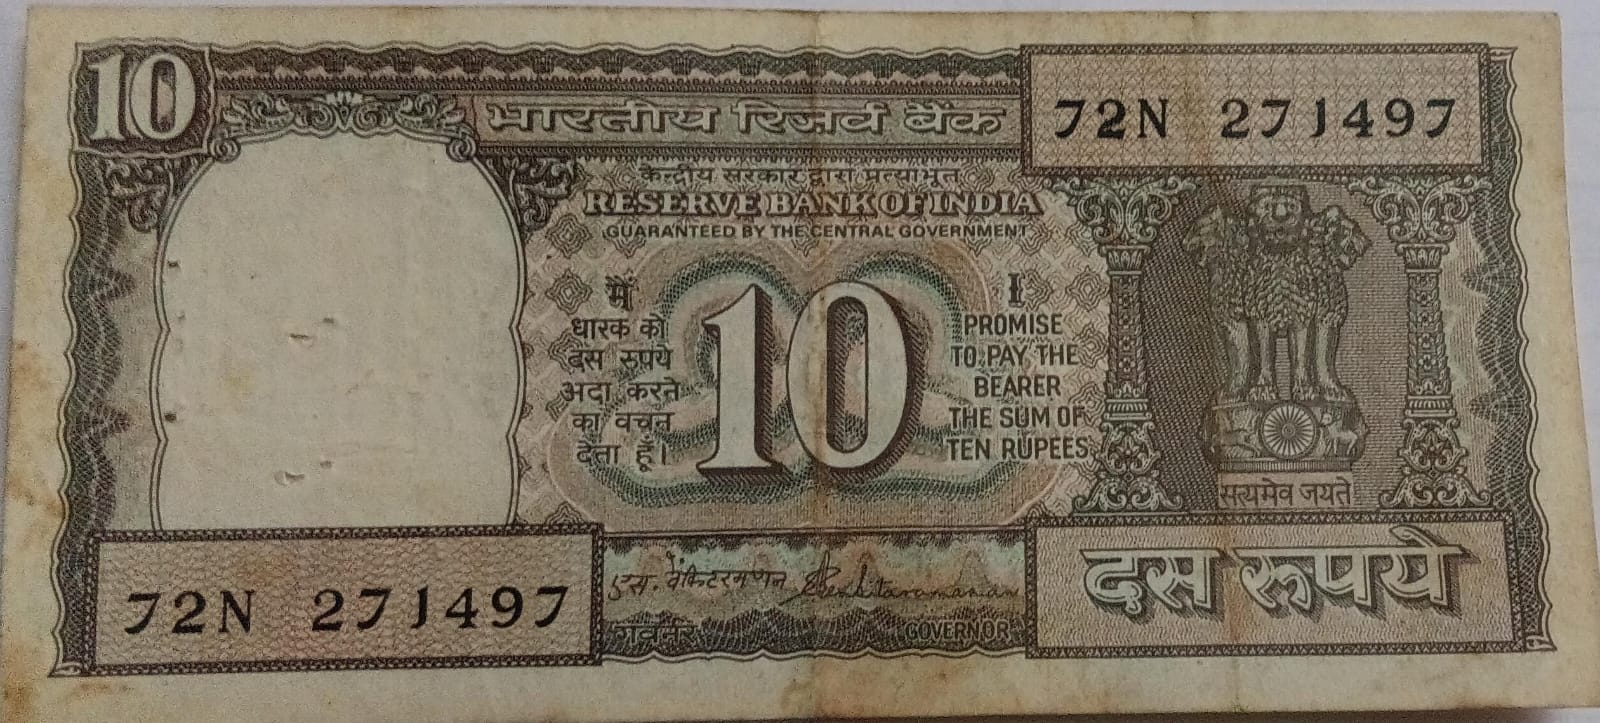 10
भारतीय रिज़र्व बैंक
72N 271497
केन्द्रीय सरकार द्वारा प्रत्याभूत
RESERVE BANK OF INDIA
GUARANTEED BY THE CENTRAL GOVERNMENT
मैं
धारक को
दस रुपये
अदा करने
का वचन
देता हूँ।
10
I
PROMISE
TO PAY THE
BEARER
THE SUM OF
TEN RUPEES
सत्यमेव जयते
72N 271497
एस. वेंकिटरमणन
S Venkitaramanan
गवर्नर
GOVERNOR
दस रुपये